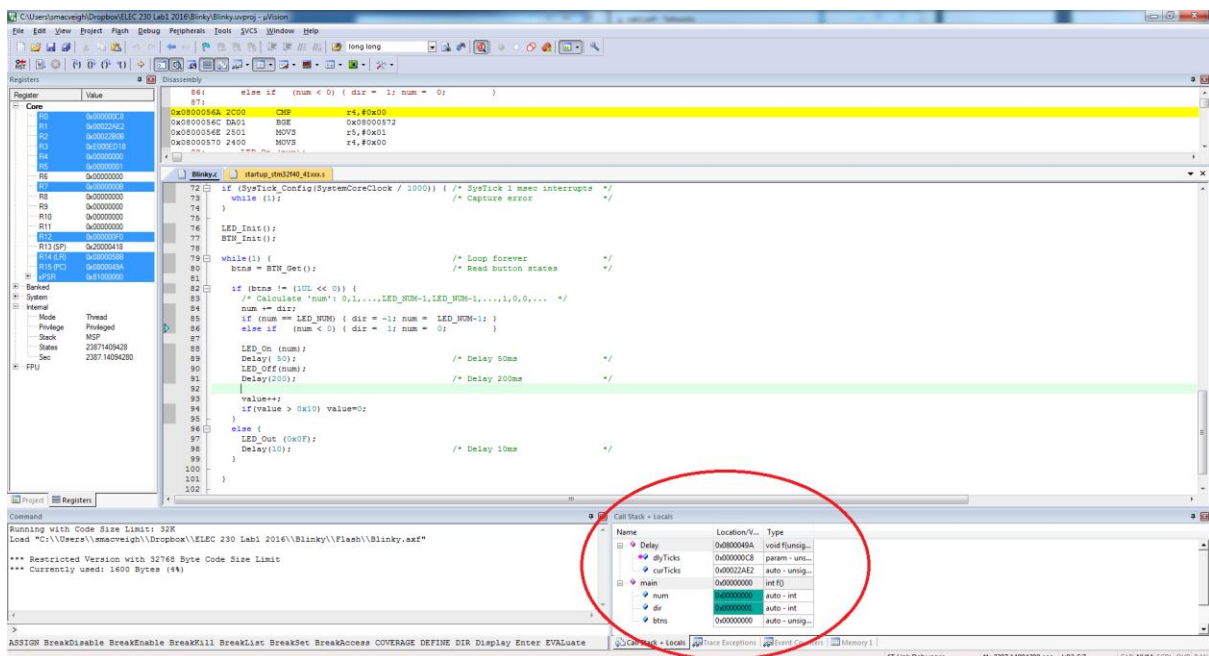 C:\Users\smacveigh\Dropbox\ELEC 230 Lab1 2016\Blinky\Blinky.uvproj - µVision
File Edit View Project Flash Debug Peripherals Tools SVCS Window Help
long long
Registers
Register Value
Core
R0 0x000000C8
R1 0x00022AE2
R2 0x00022B0B
R3 0xE000ED18
R4 0x00000000
R5 0x00000001
R6 0x00000000
R7 0x0000000B
R8 0x00000000
R9 0x00000000
R10 0x00000000
R11 0x00000000
R12 0x000000F0
R13 (SP) 0x20000418
R14 (LR) 0x0800058B
R15 (PC) 0x0800049A
xPSR 0x81000000
Banked
System
Internal
Mode Thread
Privilege Privileged
Stack MSP
States 23871409428
Sec 2387.14094280
FPU
Project Registers
Disassembly
86: else if (num < 0) { dir = 1; num = 0; }
87:
0x0800056A 2C00 CMP r4,#0x00
0x0800056C DA01 BGE 0x08000572
0x0800056E 2501 MOVS r5,#0x01
0x08000570 2400 MOVS r4,#0x00
Blinky.c startup_stm32f40_41xxx.s
72 if (SysTick_Config(SystemCoreClock / 1000)) { /* SysTick 1 msec interrupts */
73 while (1); /* Capture error */
74 }
75
76 LED_Init();
77 BTN_Init();
78
79 while(1) { /* Loop forever */
80 btns = BTN_Get(); /* Read button states */
81
82 if (btns != (1UL << 0)) {
83 /* Calculate 'num': 0,1,...,LED_NUM-1,LED_NUM-1,...,1,0,0,... */
84 num += dir;
85 if (num == LED_NUM) { dir = -1; num = LED_NUM-1; }
86 else if (num < 0) { dir = 1; num = 0; }
87
88 LED_On (num);
89 Delay( 50); /* Delay 50ms */
90 LED_Off(num);
91 Delay(200); /* Delay 200ms */
92
93 value++;
94 if(value > 0x10) value=0;
95 }
96 else {
97 LED_Out (0x0F);
98 Delay(10); /* Delay 10ms */
99 }
100
101 }
102
Command
Running with Code Size Limit: 32K
Load "C:\\Users\\smacveigh\\Dropbox\\ELEC 230 Lab1 2016\\Blinky\\Flash\\Blinky.axf"
*** Restricted Version with 32768 Byte Code Size Limit
*** Currently used: 1600 Bytes (4%)
>
ASSIGN BreakDisable BreakEnable BreakKill BreakList BreakSet BreakAccess COVERAGE DEFINE DIR Display Enter EVALuate
Call Stack + Locals
Name Location/V... Type
Delay 0x0800049A void f(unsig...
dlyTicks 0x000000C8 param - uns...
curTicks 0x00022AE2 auto - unsig...
main 0x00000000 int f()
num 0x00000000 auto - int
dir 0x00000001 auto - int
btns 0x00000000 auto - unsig...
Call Stack + Locals Trace Exceptions Event Counters Memory 1